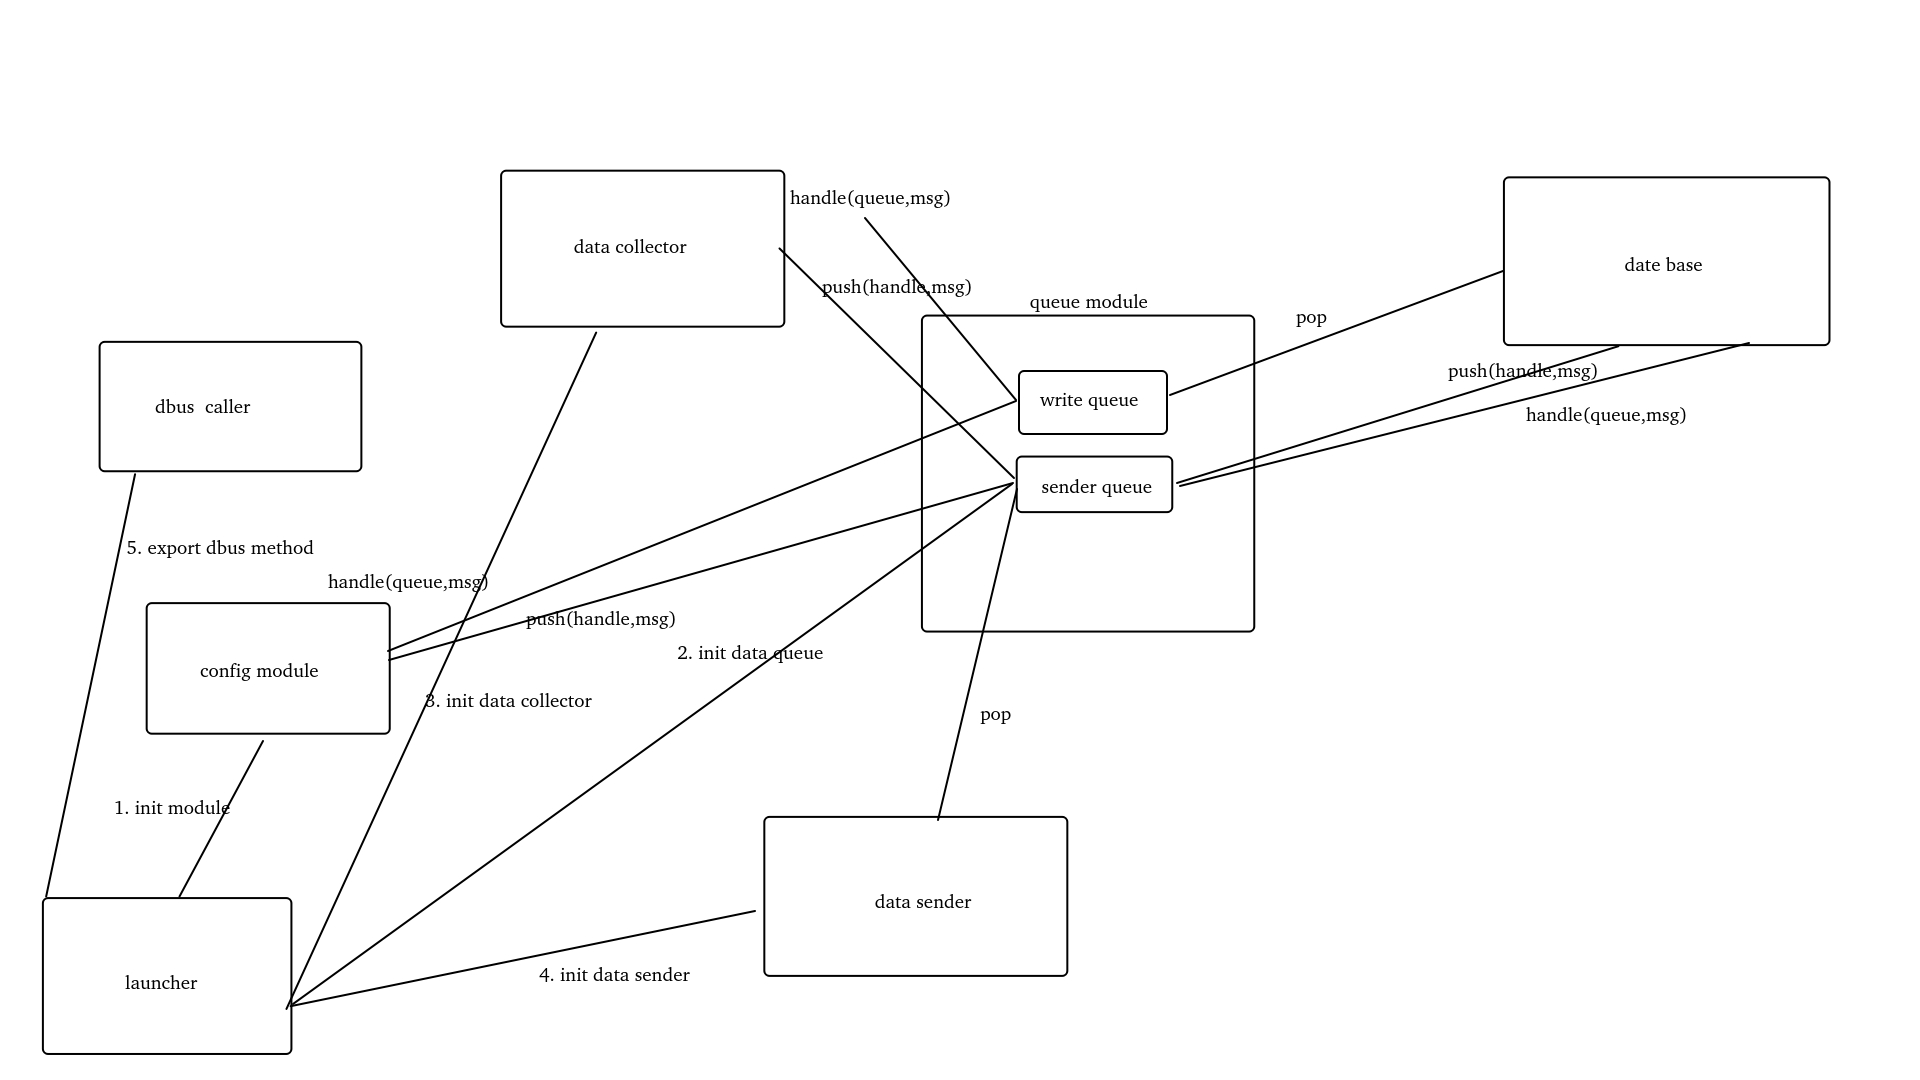 handle(queue,msg)
data collector
date base
push(handle,msg)
queue module
pop
push(handle,msg)
write queue
dbus  caller
handle(queue,msg)
sender queue
5. export dbus method
handle(queue,msg)
push(handle,msg)
2. init data queue
config module
3. init data collector
pop
1. init module
data sender
4. init data sender
launcher